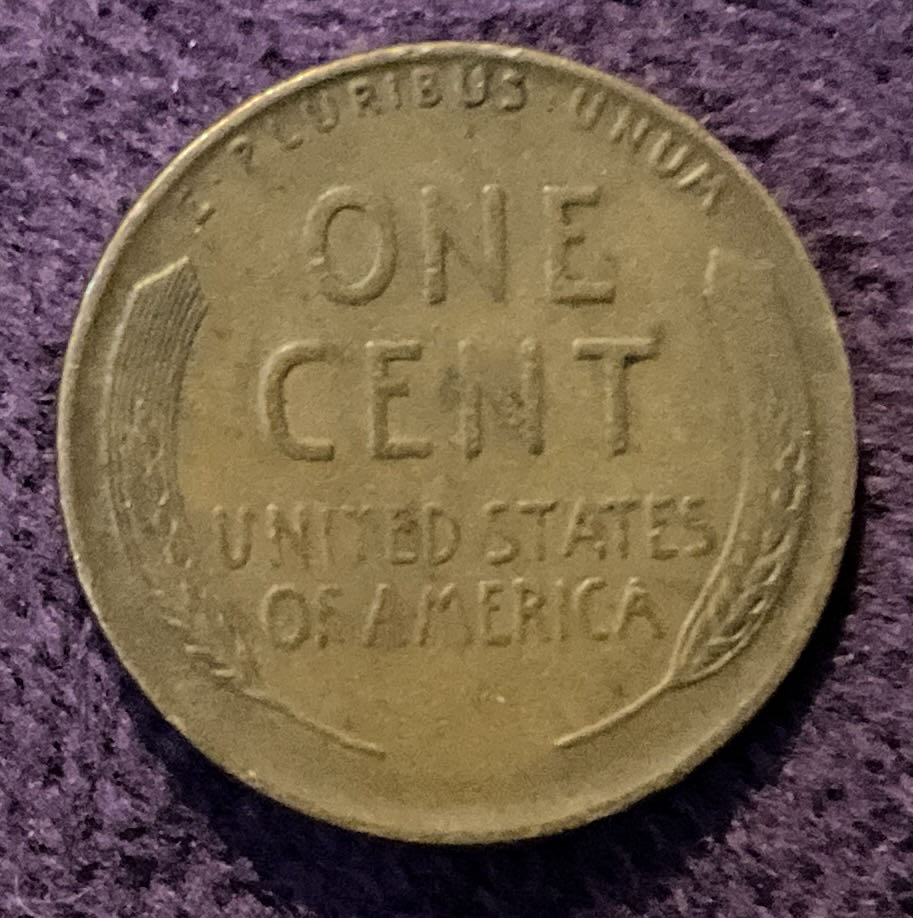 E · PLURIBUS · UNUM
ONE
CENT
UNITED STATES
OF AMERICA